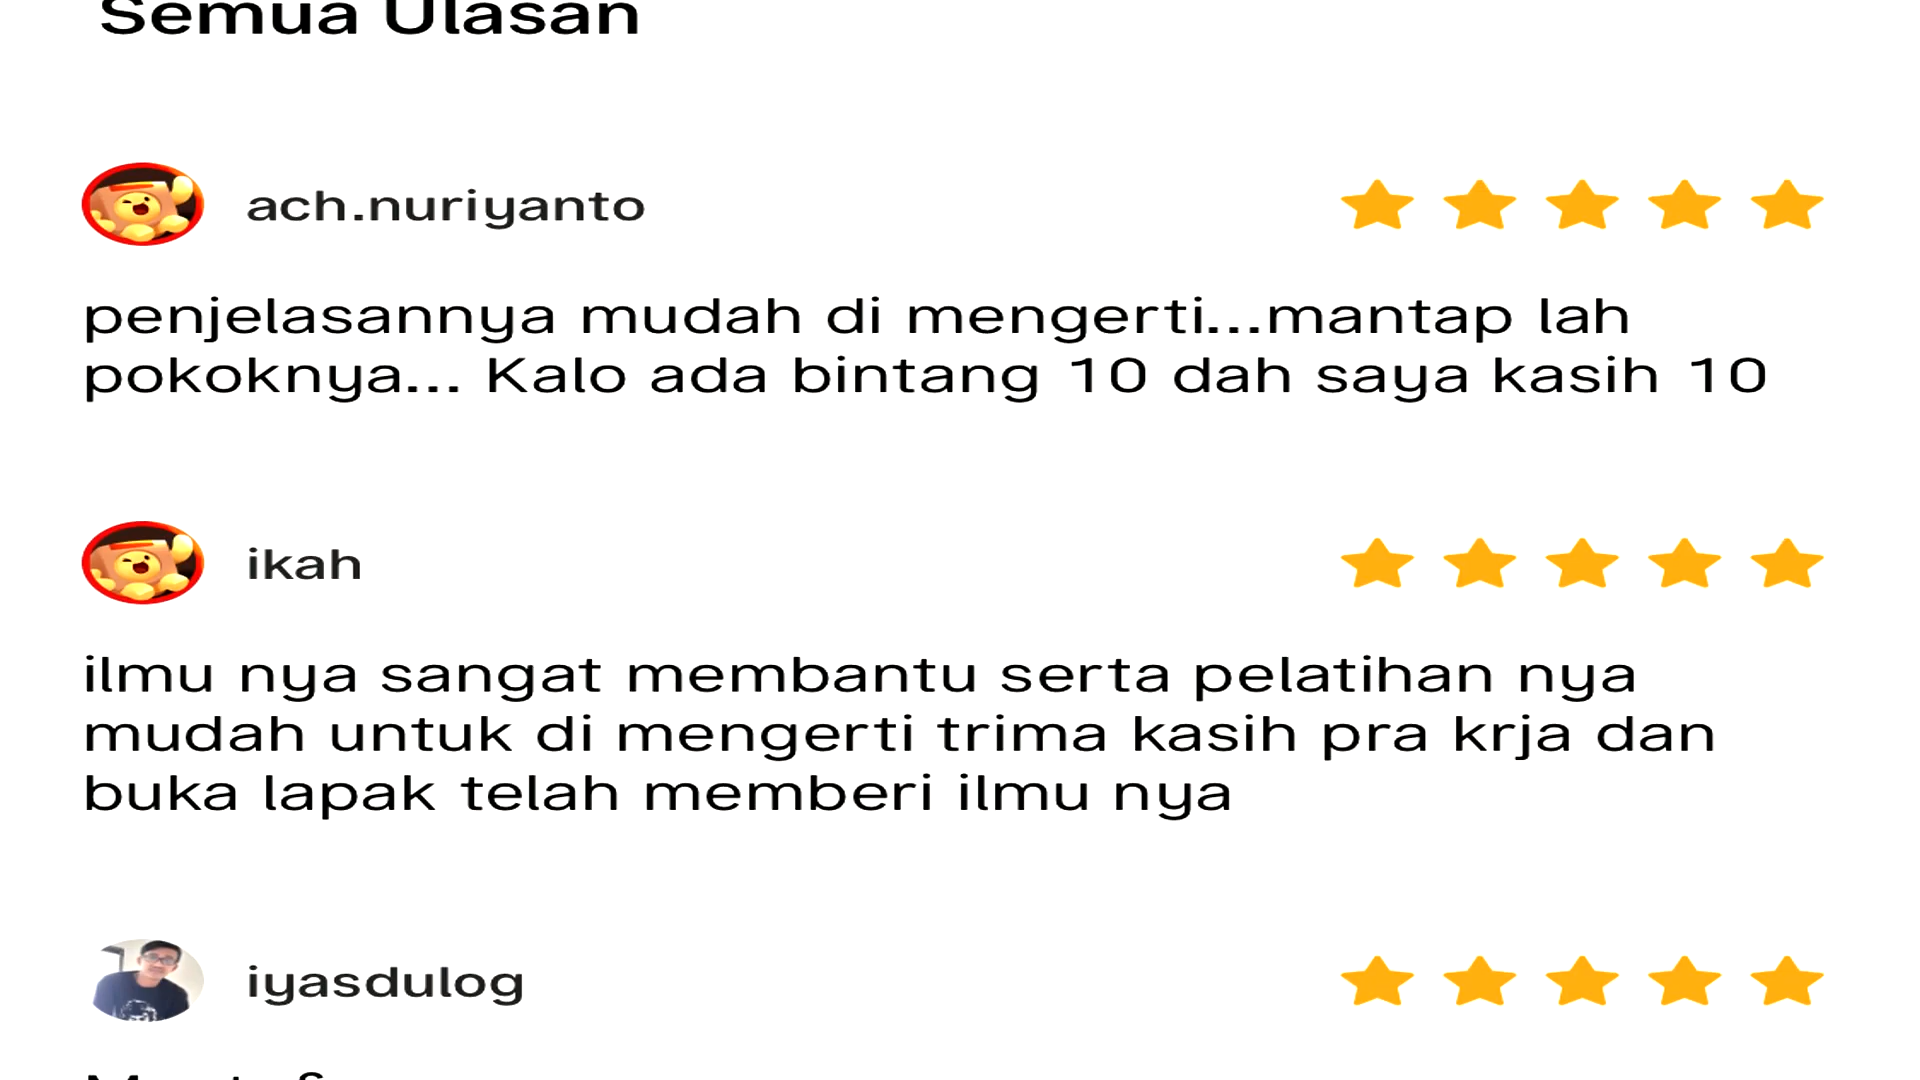 Semua Ulasan
ach.nuriyanto
penjelasannya mudah di mengerti...mantap lah
pokoknya... Kalo ada bintang 10 dah saya kasih 10
ikah
ilmu nya sangat membantu serta pelatihan nya
mudah untuk di mengerti trima kasih pra krja dan
buka lapak telah memberi ilmu nya
iyasdulog